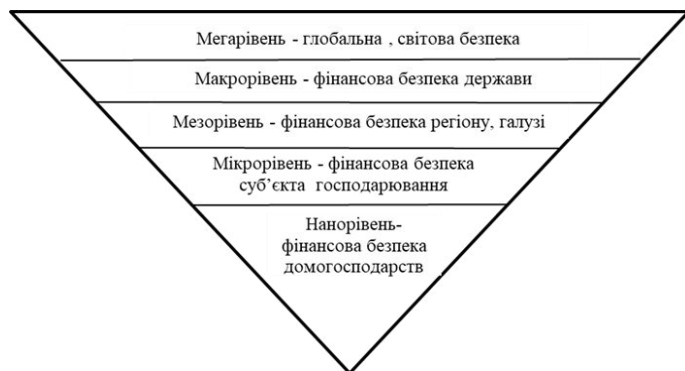 Мегарівень - глобальна , світова безпека
Макрорівень - фінансова безпека держави
Мезорівень - фінансова безпека регіону, галузі
Мікрорівень - фінансова безпека
суб’єкта господарювання
Нанорівень-
фінансова безпека
домогосподарств